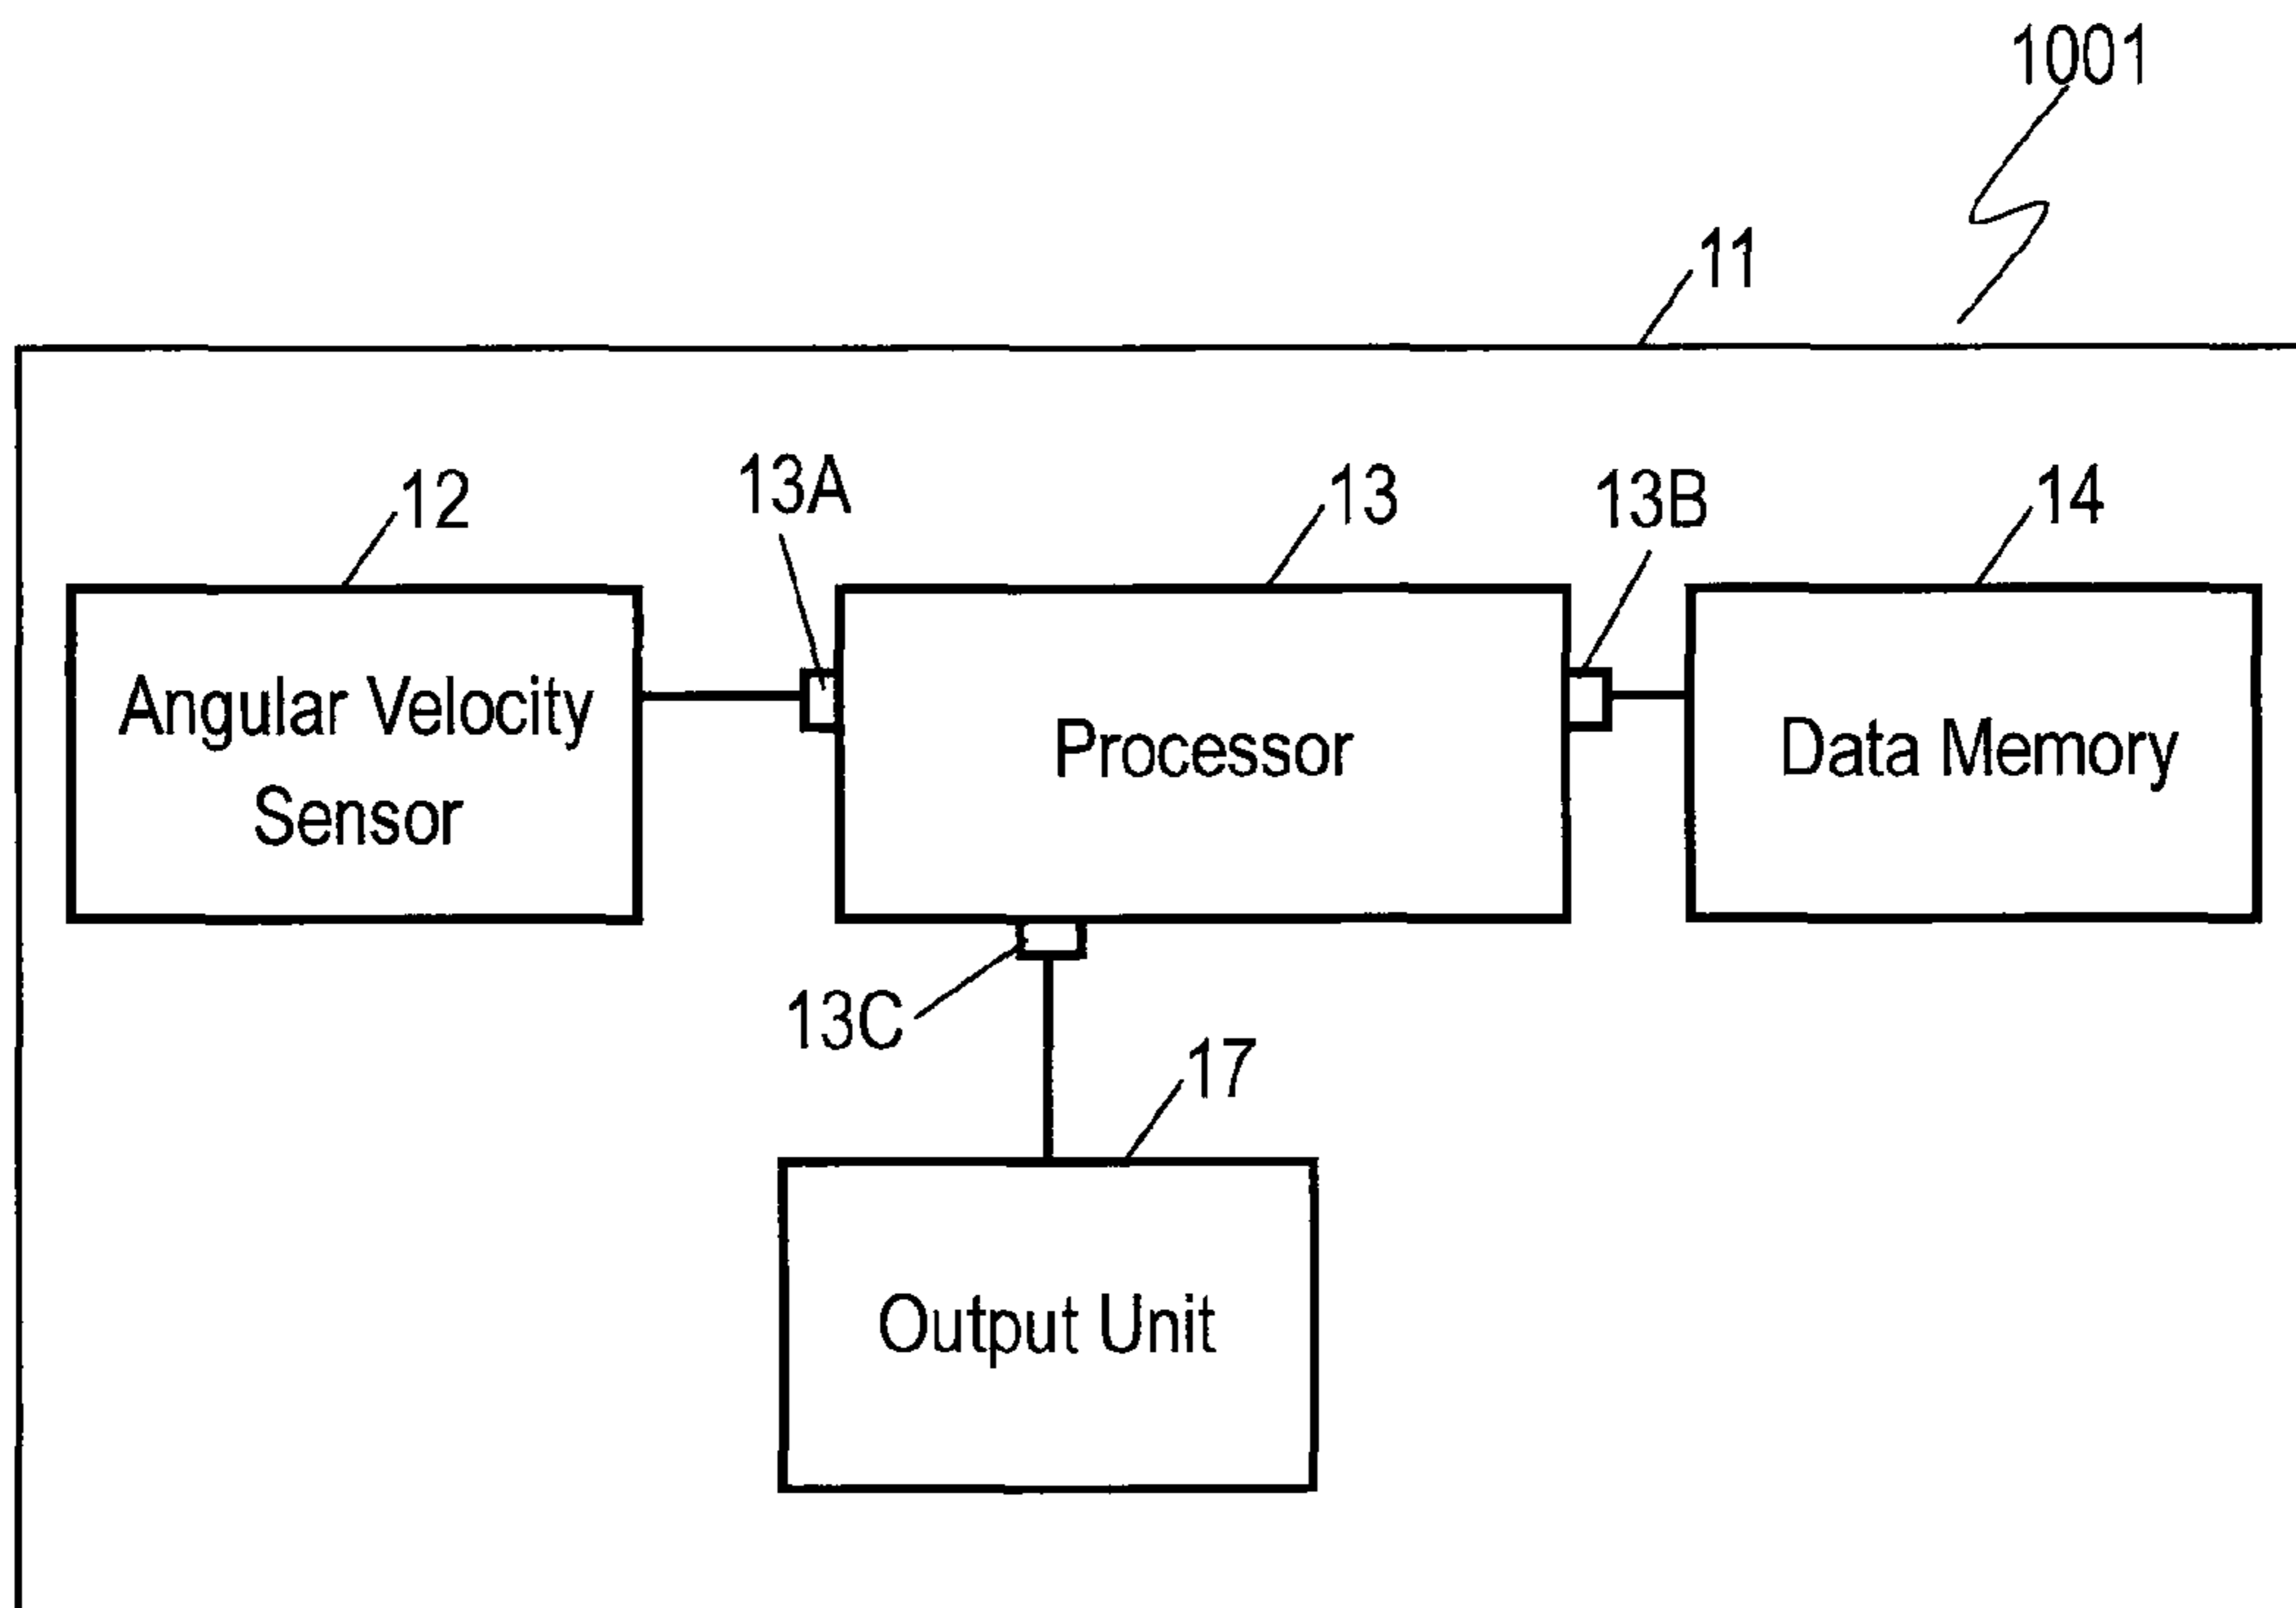 1001
11
12
13A
13
13B
14
Angular Velocity
Sensor
Processor
Data Memory
13C
17
Output Unit